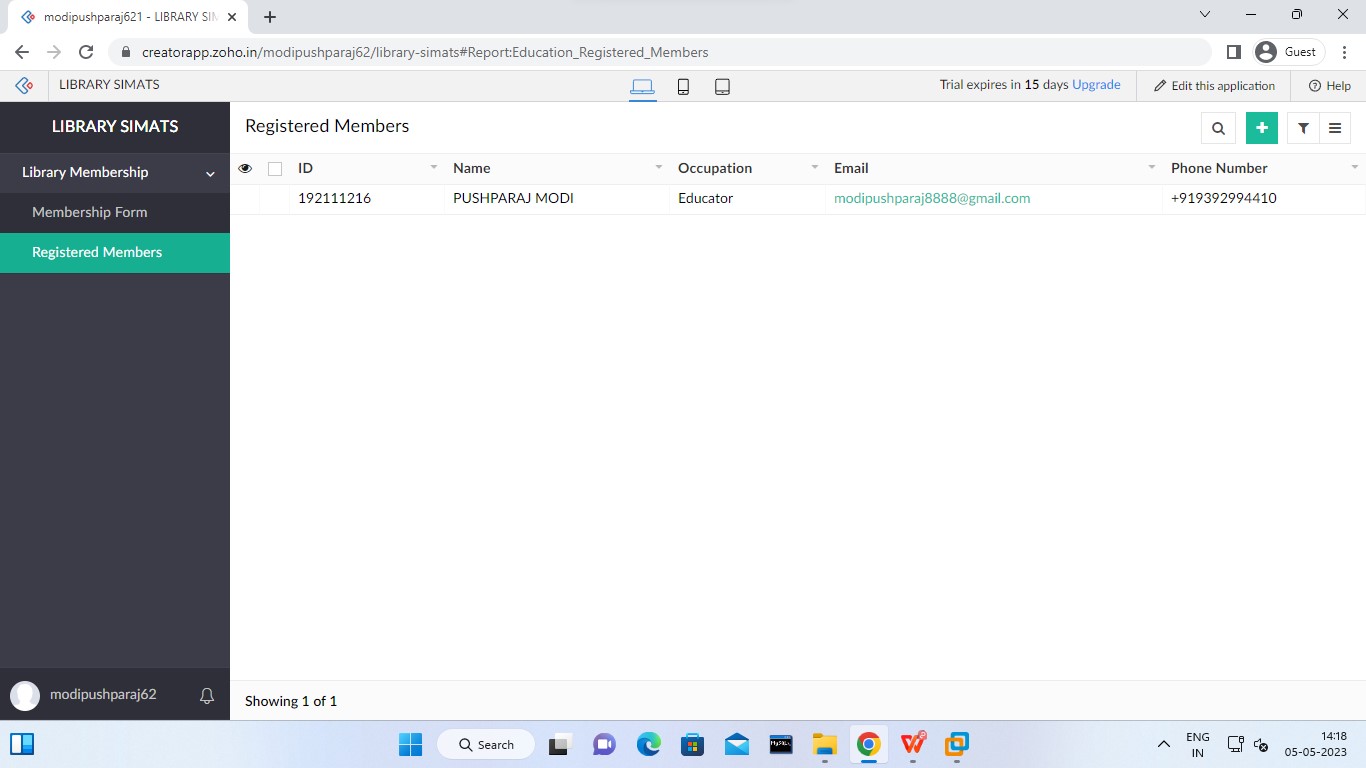 modipushparaj621 - LIBRARY SIM
creatorapp.zoho.in/modipushparaj62/library-simats#Report:Education_Registered_Members
Guest
LIBRARY SIMATS
Trial expires in 15 days Upgrade
Edit this application
Help
LIBRARY SIMATS
Library Membership
Membership Form
Registered Members
modipushparaj62
Registered Members
ID Name Occupation Email Phone Number
192111216 PUSHPARAJ MODI Educator modipushparaj8888@gmail.com +919392994410
Showing 1 of 1
Search
MySQL
ENG
IN
14:18
05-05-2023